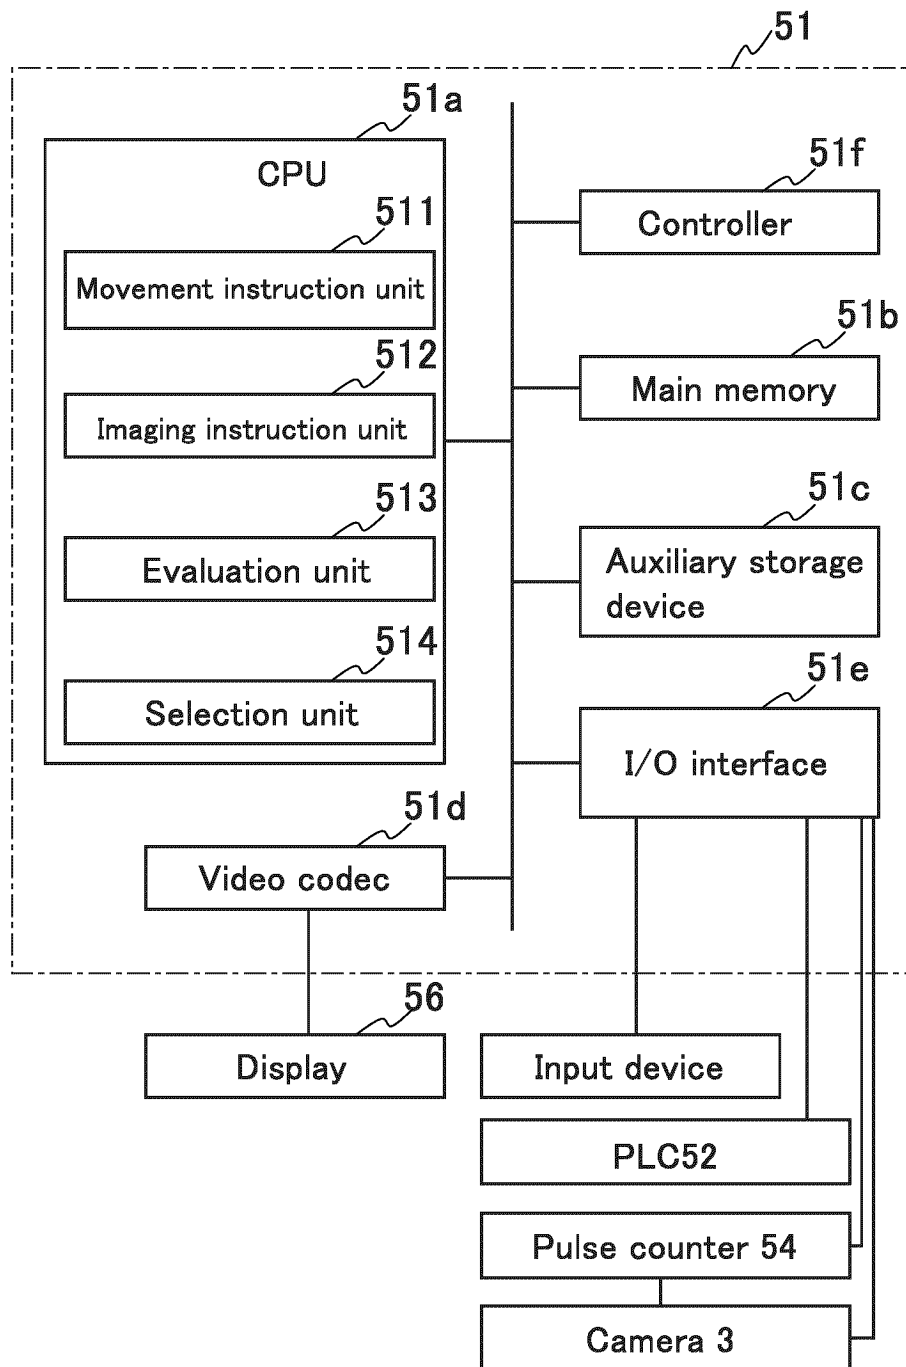 51
51a
CPU
511
Movement instruction unit
512
Imaging instruction unit
513
Evaluation unit
514
Selection unit
51f
Controller
51b
Main memory
51c
Auxiliary storage
device
51e
I/O interface
51d
Video codec
56
Display
Input device
PLC52
Pulse counter 54
Camera 3